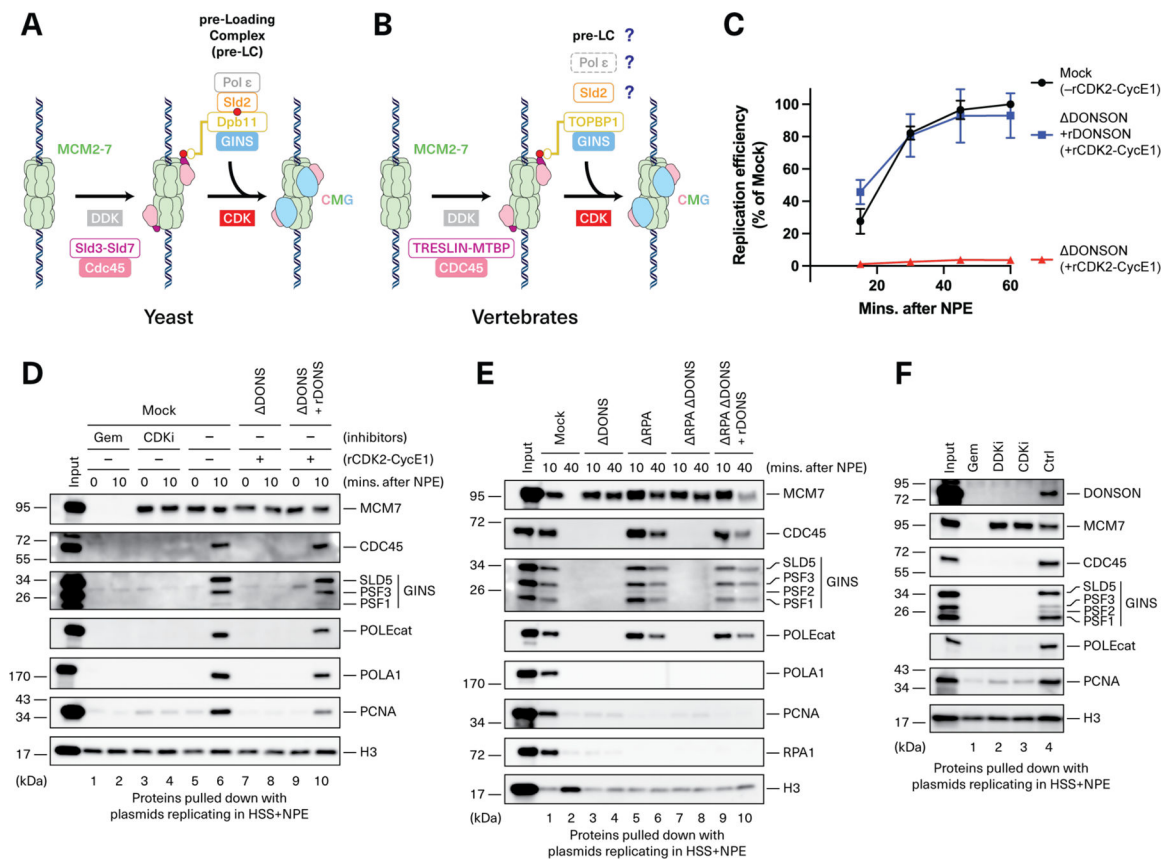 A
pre-Loading
Complex
(pre-LC)
Pol ε
Sld2
Dpb11
GINS
MCM2-7
DDK
CDK
CMG
Sld3-Sld7
Cdc45
Yeast
B
pre-LC ?
Pol ε ?
Sld2 ?
TOPBP1
GINS
MCM2-7
DDK
CDK
CMG
TRESLIN-MTBP
CDC45
Vertebrates
C
Replication efficiency
(% of Mock)
100
80
60
40
20
0
20 40 60
Mins. after NPE
Mock
(–rCDK2-CycE1)
ΔDONSON
+rDONSON
(+rCDK2-CycE1)
ΔDONSON
(+rCDK2-CycE1)
D
Mock ΔDONS ΔDONS
+ rDONS
Gem CDKi – – – (inhibitors)
– – – + + (rCDK2-CycE1)
Input 0 10 0 10 0 10 0 10 0 10 (mins. after NPE)
95 MCM7
72 CDC45
55
34 SLD5
PSF3 GINS
26 PSF1
POLEcat
170 POLA1
43 PCNA
34
17 H3
(kDa) 1 2 3 4 5 6 7 8 9 10
Proteins pulled down with
plasmids replicating in HSS+NPE
E
Mock ΔDONS ΔRPA ΔRPA ΔDONS ΔRPA ΔDONS
+ rDONS
Input 10 40 10 40 10 40 10 40 10 40 (mins. after NPE)
95 MCM7
72
CDC45
55
34 SLD5
PSF3 GINS
26 PSF2
PSF1
POLEcat
POLA1
170
PCNA
34
72 RPA1
17 H3
(kDa) 1 2 3 4 5 6 7 8 9 10
Proteins pulled down with
plasmids replicating in HSS+NPE
F
Input Gem DDKi CDKi Ctrl
95 DONSON
72
95 MCM7
72 CDC45
55
34 SLD5
PSF3 GINS
26 PSF2
PSF1
POLEcat
43 PCNA
34
17 H3
(kDa) 1 2 3 4
Proteins pulled down with
plasmids replicating in HSS+NPE